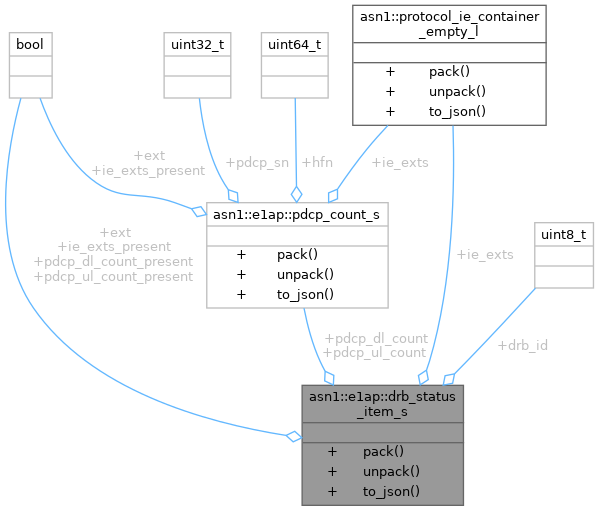 asn1::protocol_ie_container
_empty_l
+ pack()
+ unpack()
+ to_json()
bool
uint32_t
uint64_t
+ext
+ie_exts_present
+pdcp_sn
+hfn
+ie_exts
asn1::e1ap::pdcp_count_s
+ pack()
+ unpack()
+ to_json()
uint8_t
+ext
+ie_exts_present
+pdcp_dl_count_present
+pdcp_ul_count_present
+ie_exts
+pdcp_dl_count
+pdcp_ul_count
+drb_id
asn1::e1ap::drb_status
_item_s
+ pack()
+ unpack()
+ to_json()